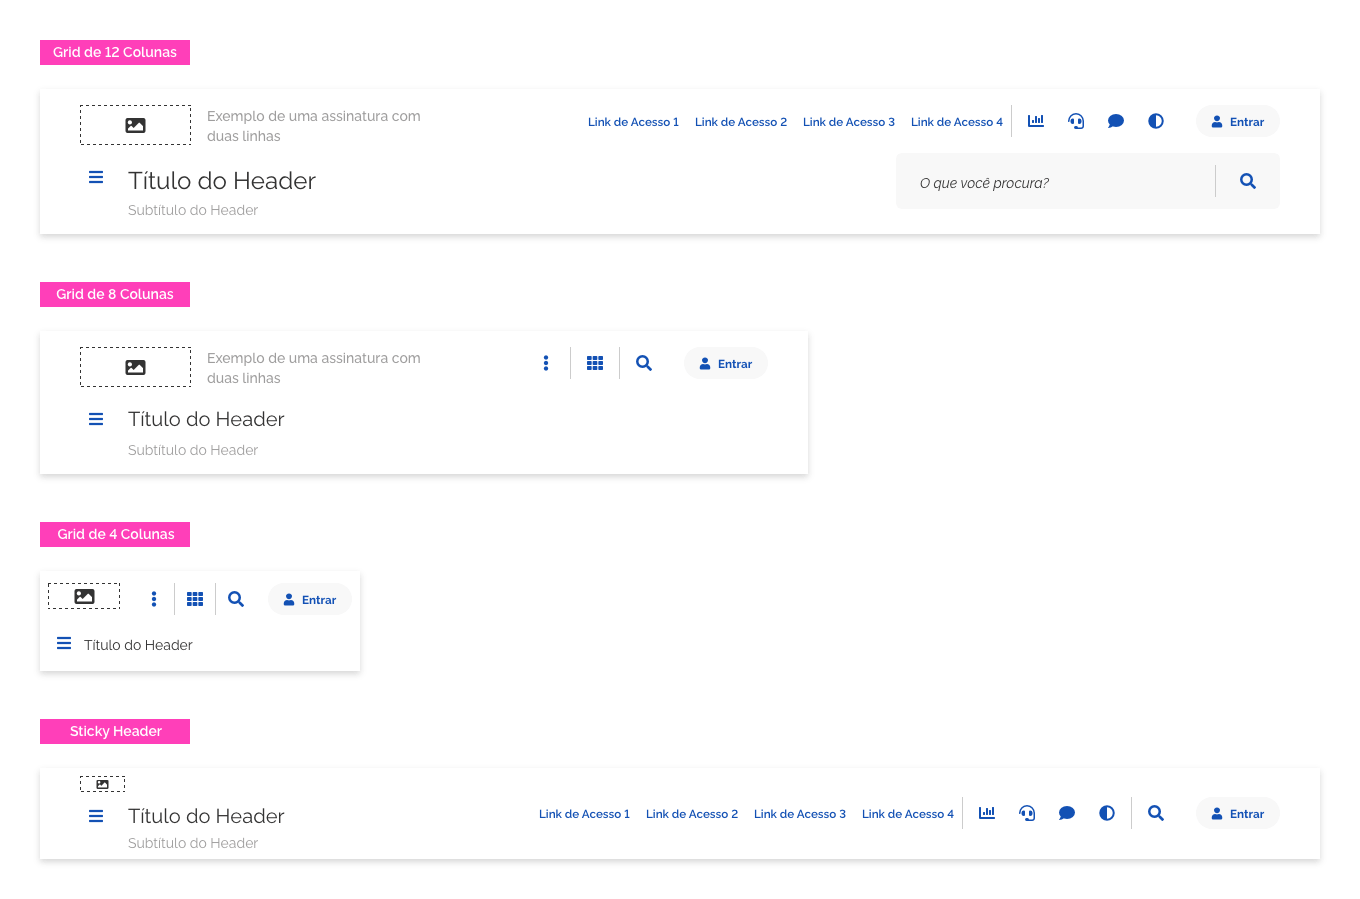 Grid de 12 Colunas
Exemplo de uma assinatura com
duas linhas
Link de Acesso 1 Link de Acesso 2 Link de Acesso 3 Link de Acesso 4 Entrar
Título do Header
O que você procura?
Subtítulo do Header
Grid de 8 Colunas
Exemplo de uma assinatura com
duas linhas
Entrar
Título do Header
Subtítulo do Header
Grid de 4 Colunas
Entrar
Título do Header
Sticky Header
Título do Header
Link de Acesso 1 Link de Acesso 2 Link de Acesso 3 Link de Acesso 4 Entrar
Subtítulo do Header